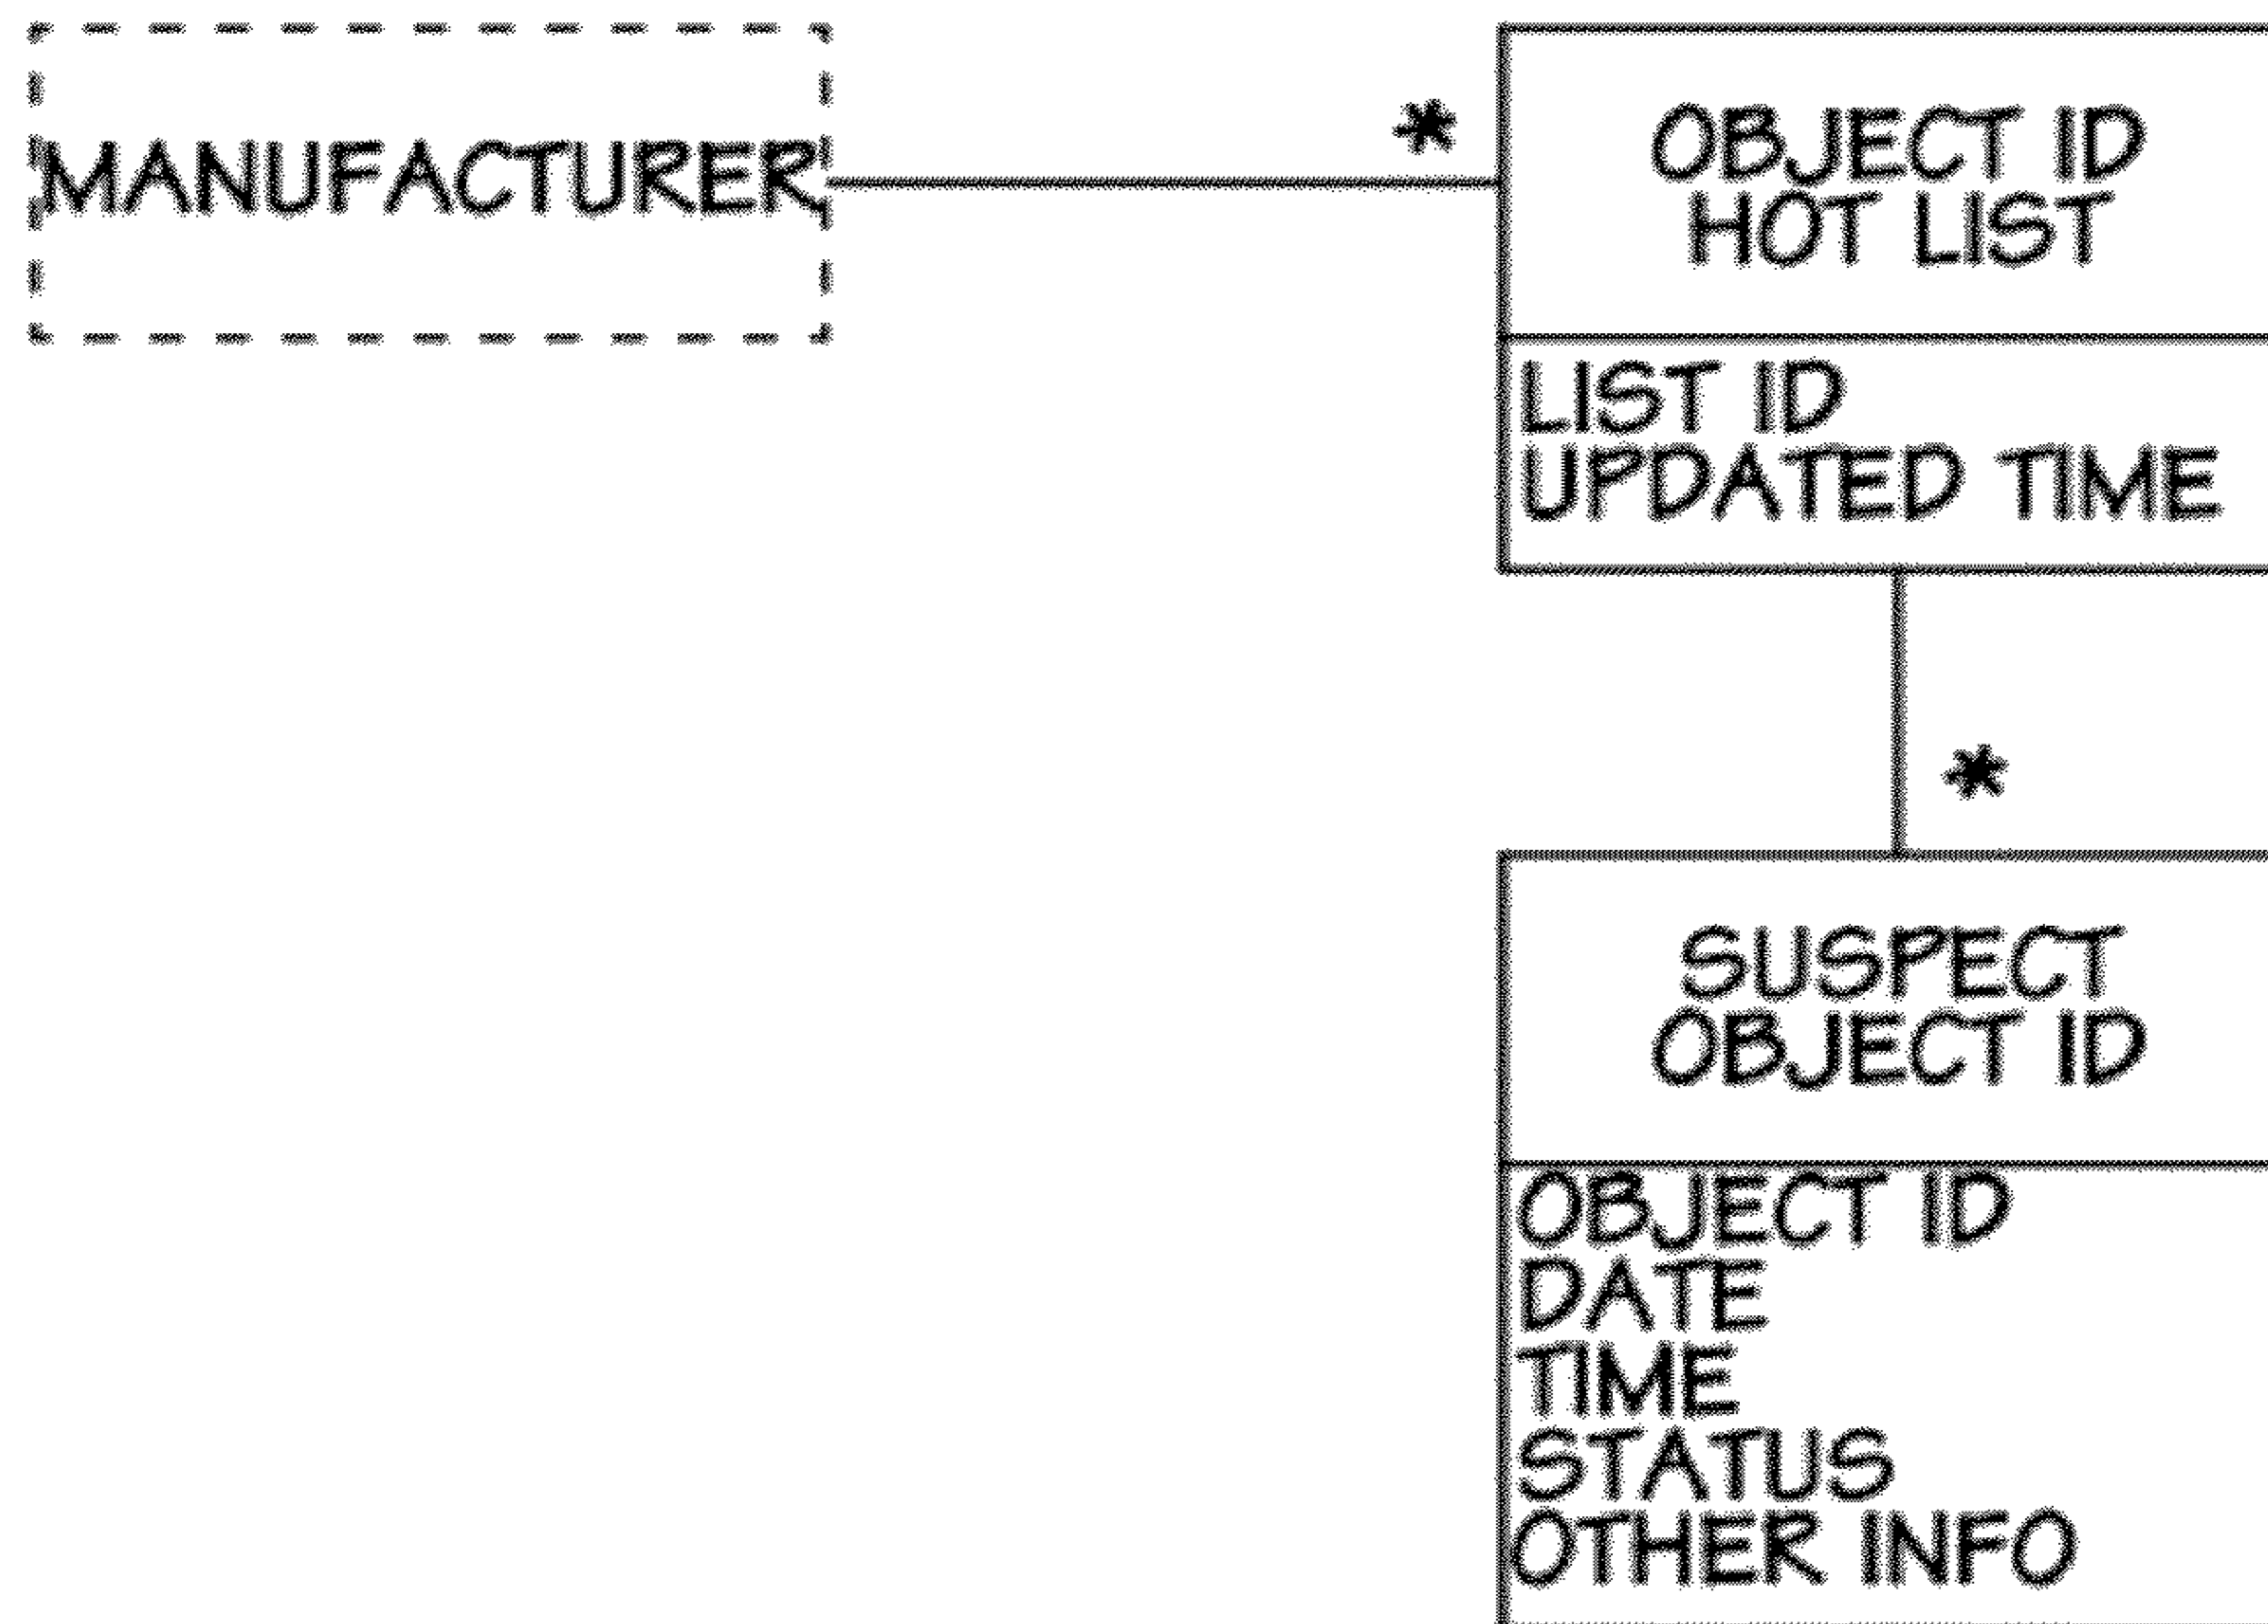 MANUFACTURER
*
OBJECT ID
HOT LIST
LIST ID
UPDATED TIME
*
SUSPECT
OBJECT ID
OBJECT ID
DATE
TIME
STATUS
OTHER INFO